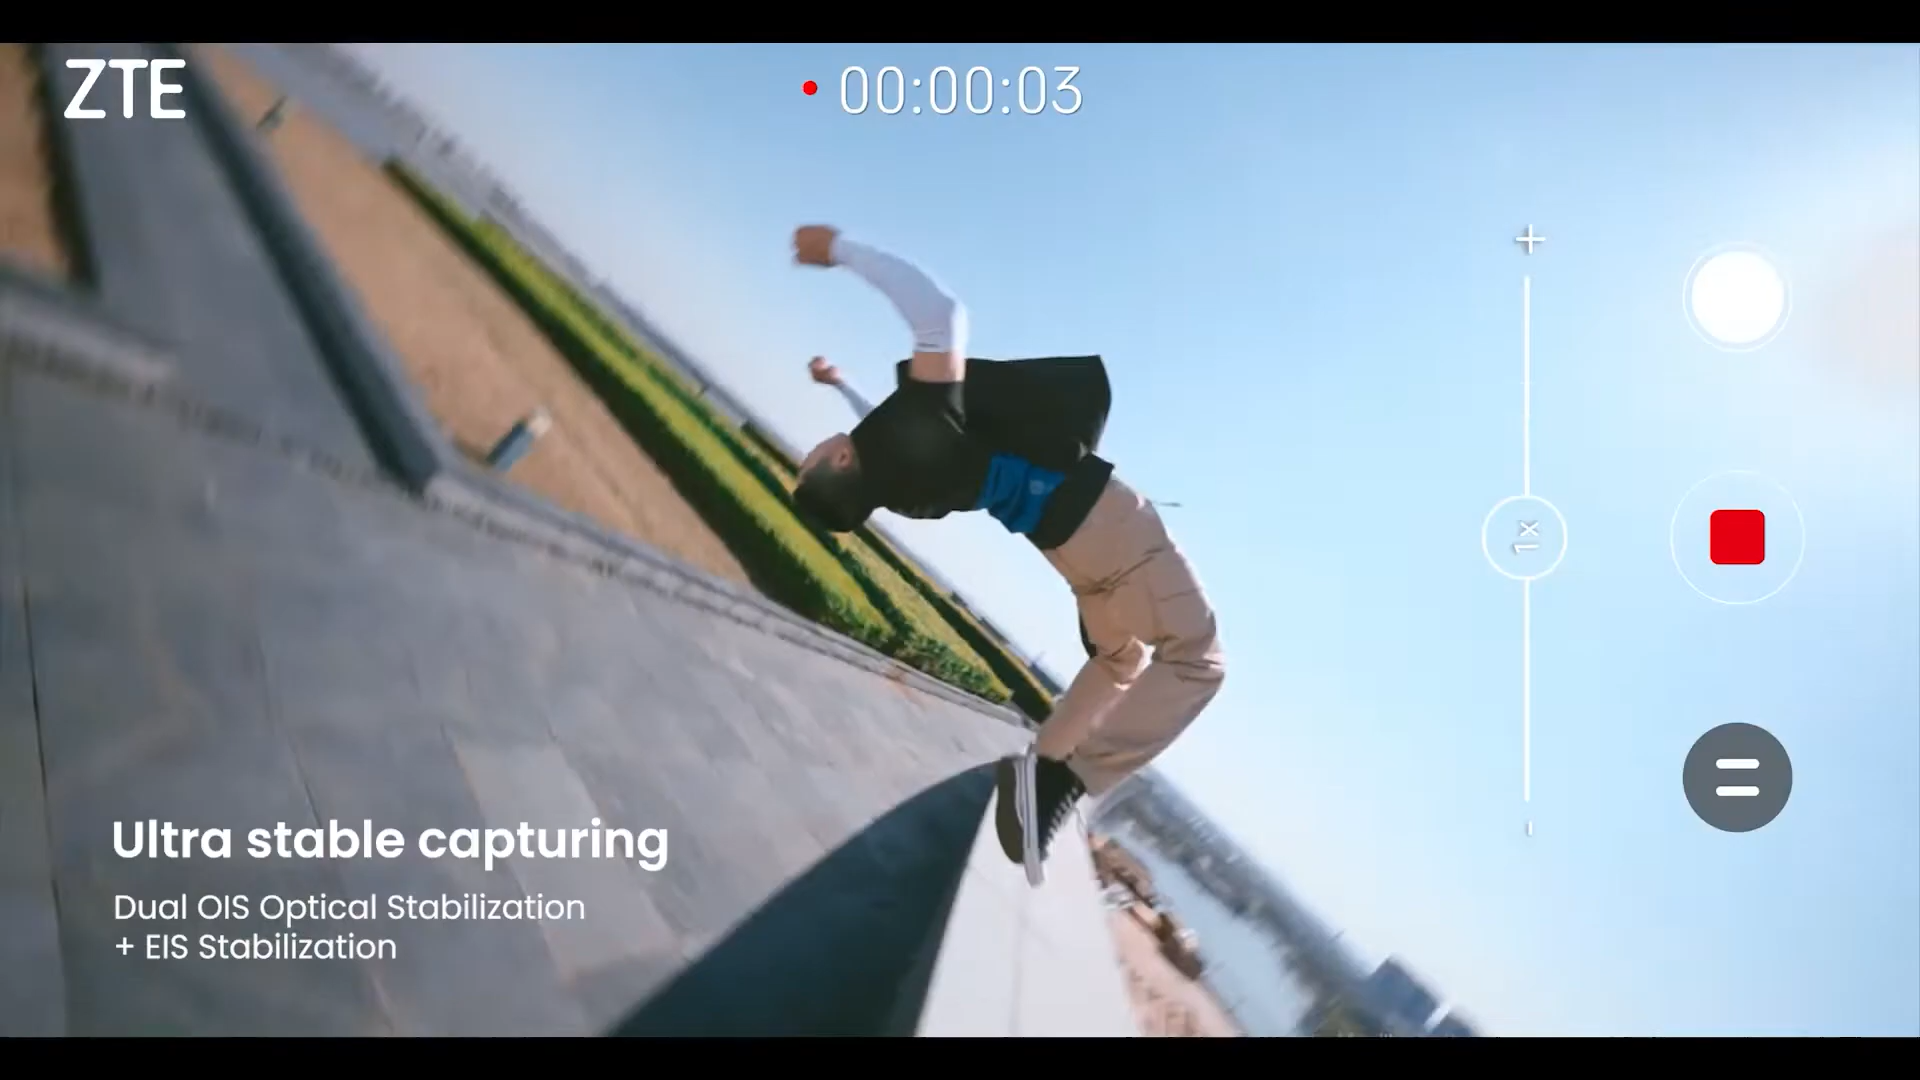 ZTE
00:00:03
+
1x
Ultra stable capturing
Dual OIS Optical Stabilization
+ EIS Stabilization